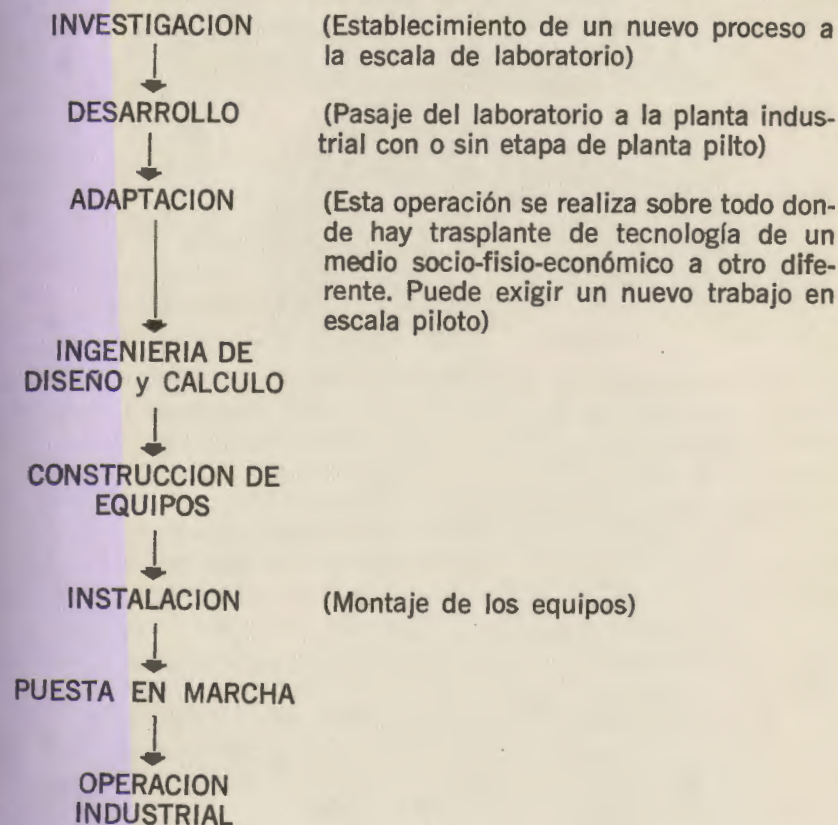 INVESTIGACION (Establecimiento de un nuevo proceso a
la escala de laboratorio)
DESARROLLO (Pasaje del laboratorio a la planta indus-
trial con o sin etapa de planta pilto)
ADAPTACION (Esta operación se realiza sobre todo don-
de hay trasplante de tecnología de un
medio socio-fisio-económico a otro dife-
rente. Puede exigir un nuevo trabajo en
escala piloto)
INGENIERIA DE
DISEÑO y CALCULO
CONSTRUCCION DE
EQUIPOS
INSTALACION (Montaje de los equipos)
PUESTA EN MARCHA
OPERACION
INDUSTRIAL